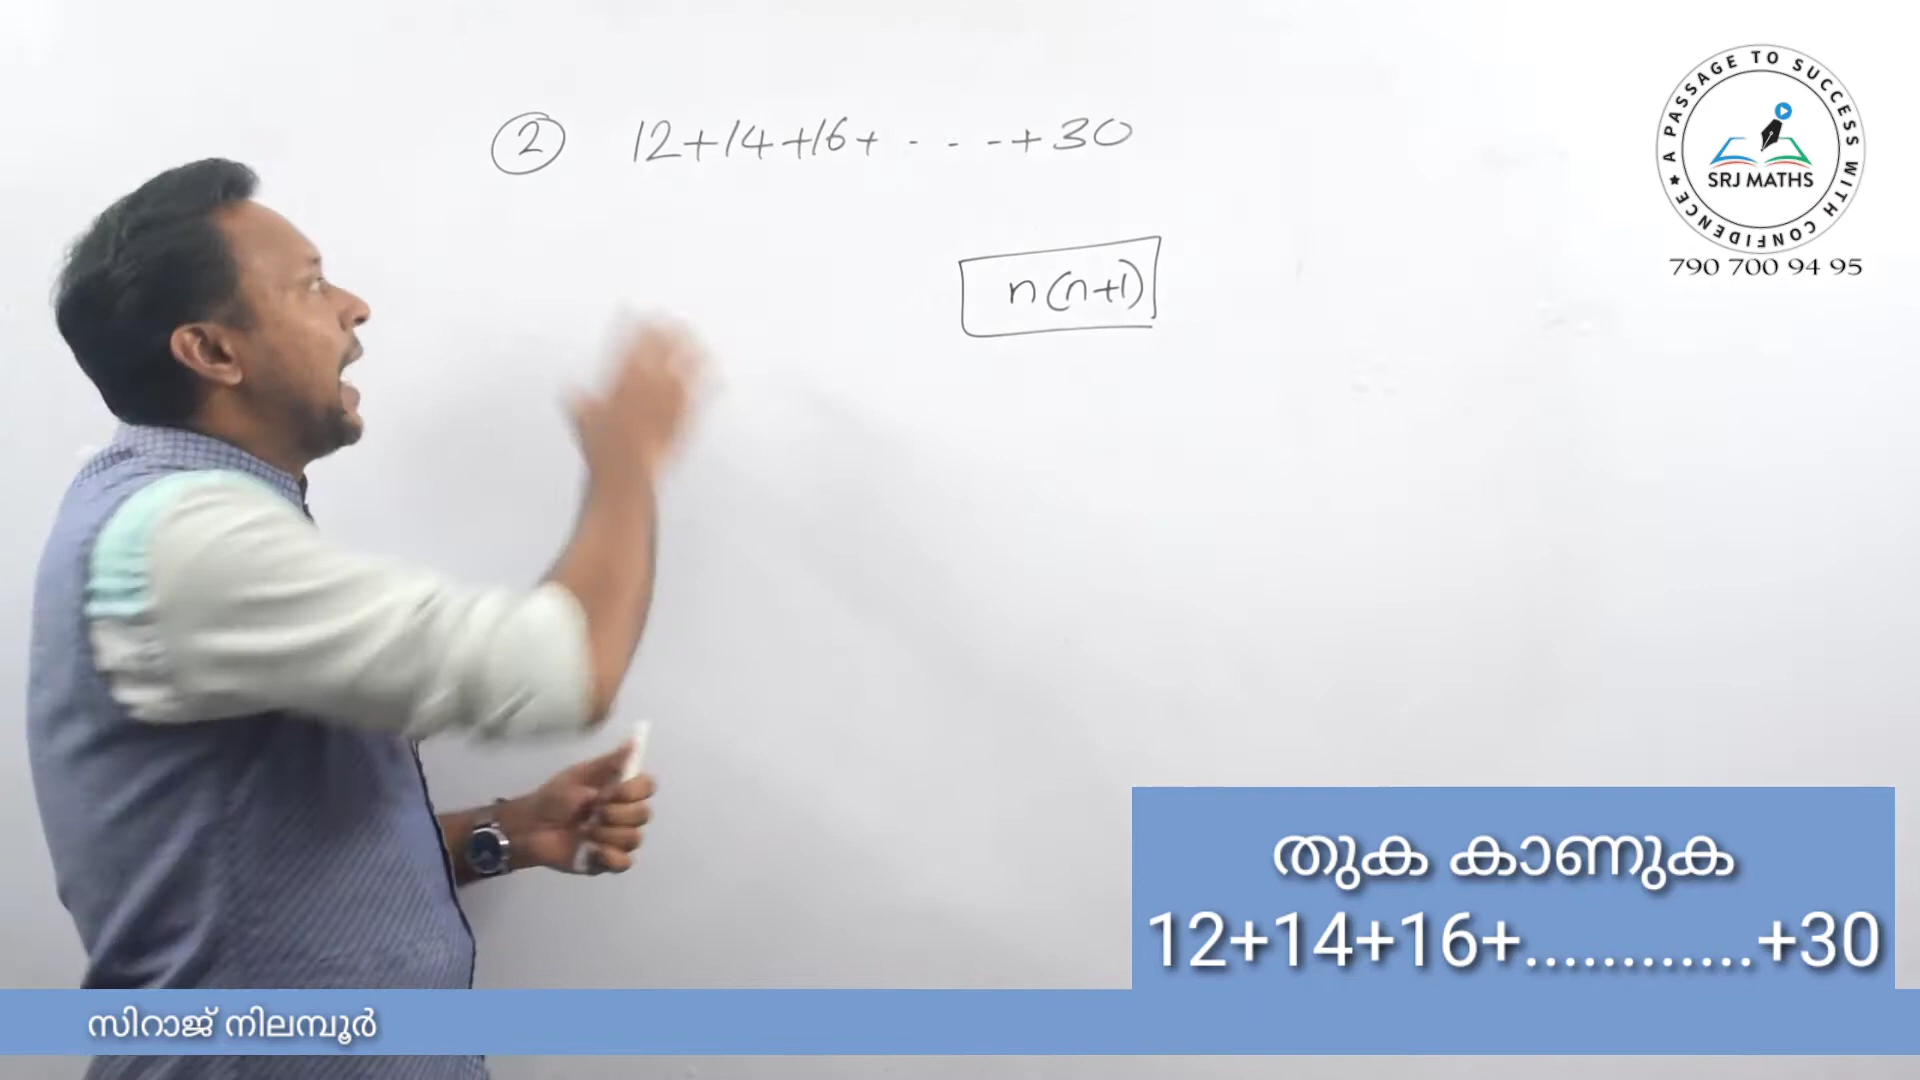 ② 12+14+16+ - - - +30
n(n+1)
A PASSAGE TO SUCCESS WITH CONFIDENCE ★
SRJ MATHS
790 700 94 95
തുക കാണുക
12+14+16+............+30
സിറാജ് നിലമ്പൂർ